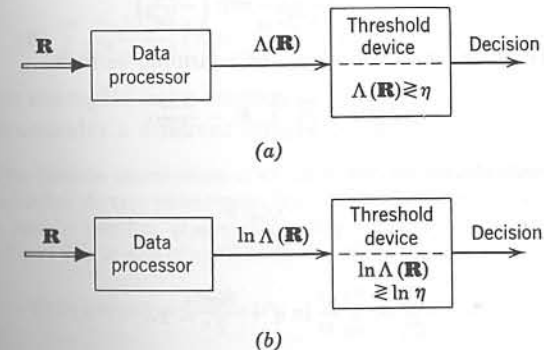 R
Data
processor
Λ(R)
Threshold
device
Λ(R) ≷ η
Decision
(a)
R
Data
processor
ln Λ(R)
Threshold
device
ln Λ(R)
≷ ln η
Decision
(b)